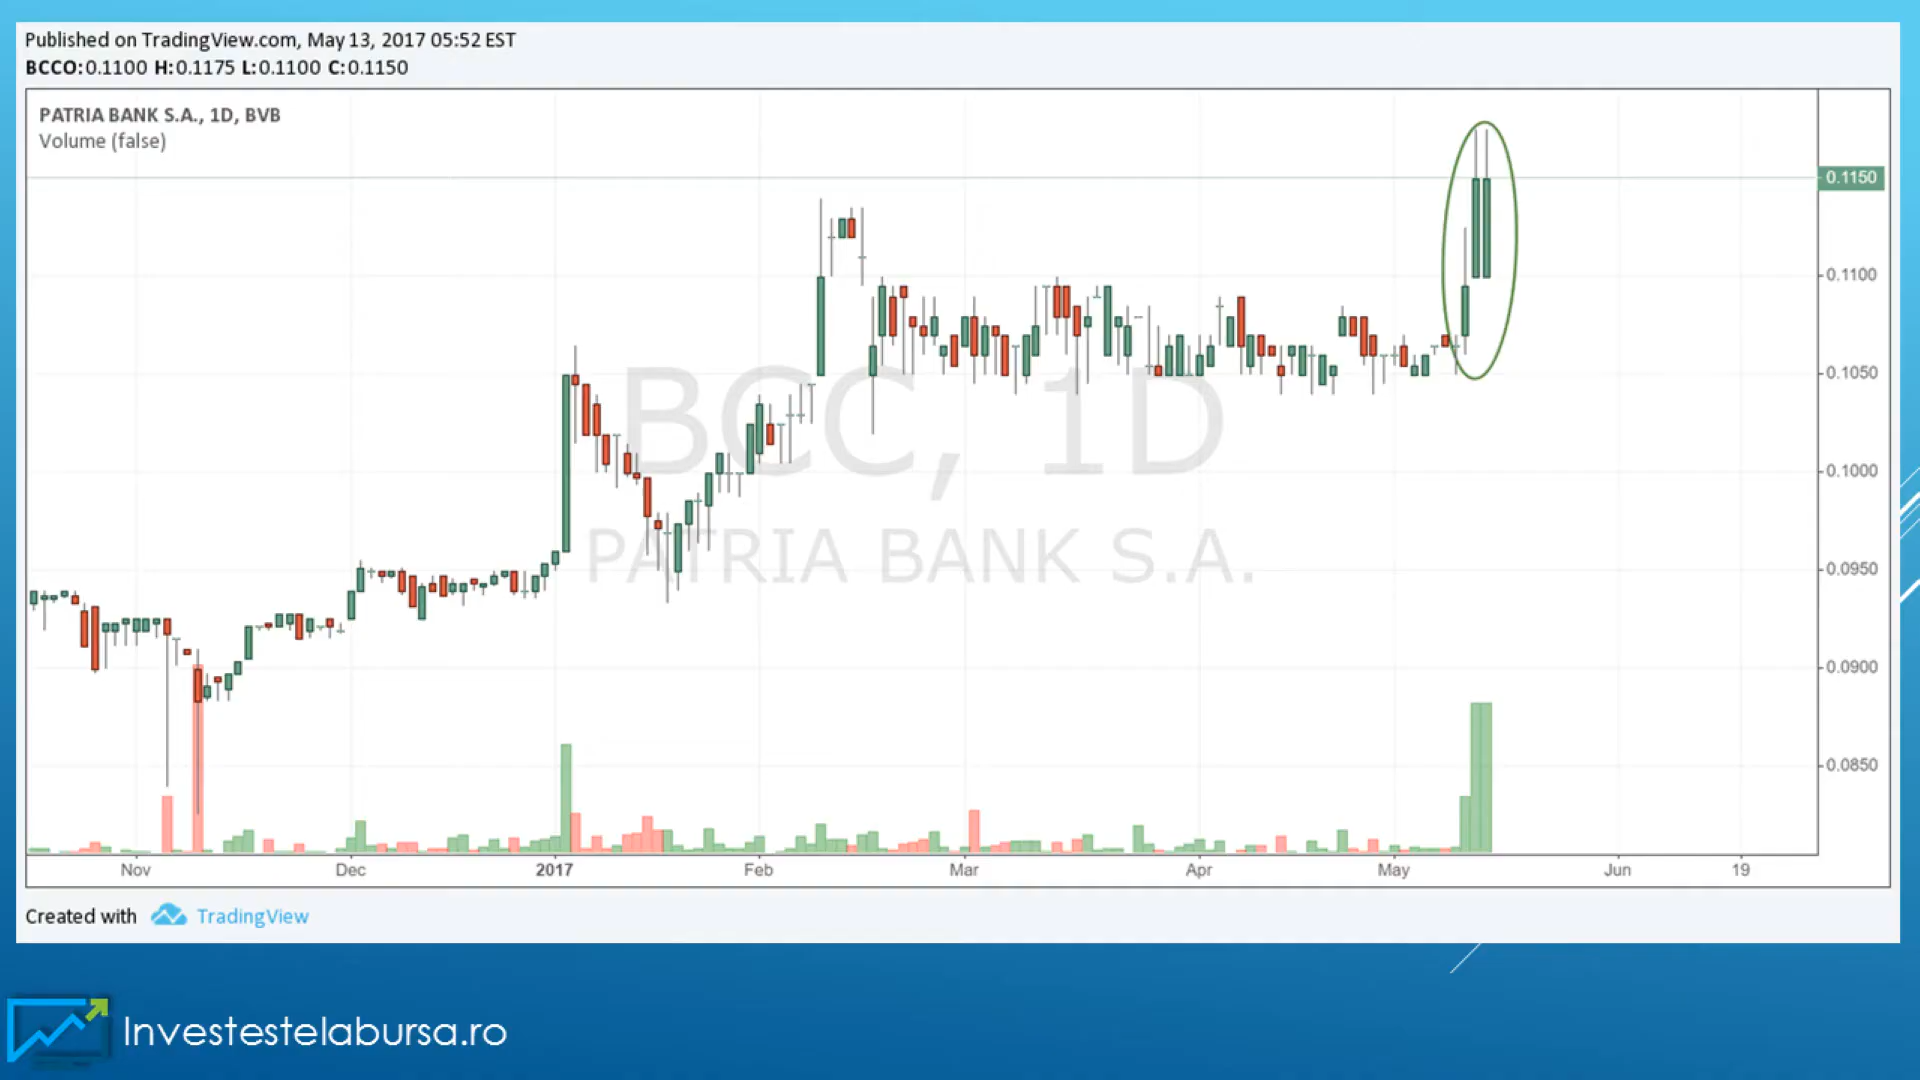 Published on TradingView.com, May 13, 2017 05:52 EST
BCCO:0.1100 H:0.1175 L:0.1100 C:0.1150
PATRIA BANK S.A., 1D, BVB
Volume (false)
0.1150
0.1100
0.1050
BCC, 1D
0.1000
PATRIA BANK S.A.
0.0950
0.0900
0.0850
Nov Dec 2017 Feb Mar Apr May Jun 19
Created with TradingView
Investestelabursa.ro